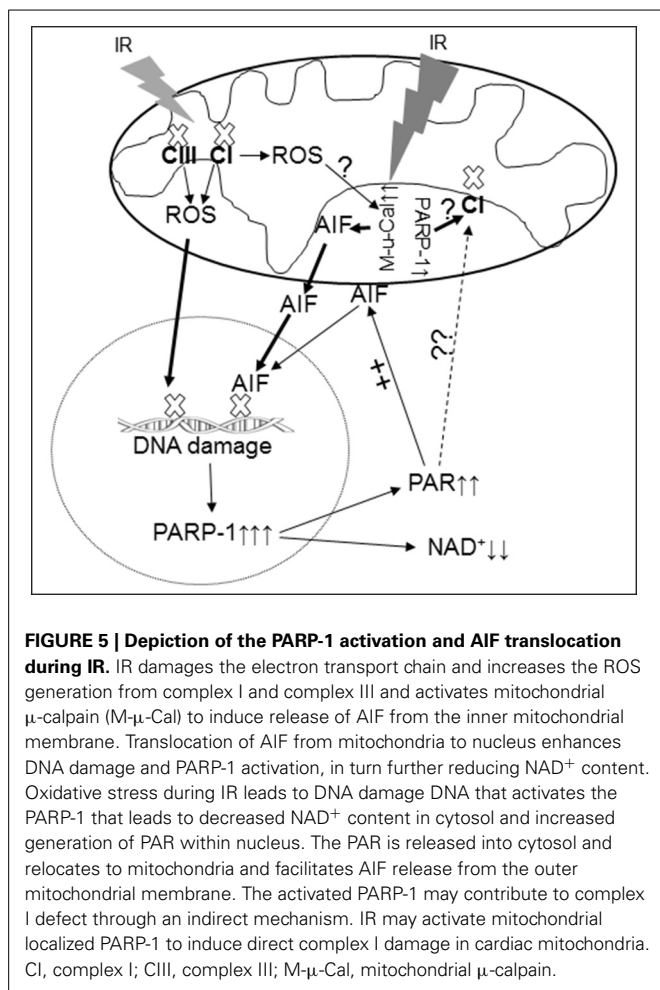 IR
IR
CIII CI
ROS
?
ROS
M-u-Cal↑↑
PARP-1↑
?
CI
AIF
AIF
AIF
AIF
??
++
DNA damage
PAR↑↑
PARP-1↑↑↑
NAD⁺↓↓
FIGURE 5 | Depiction of the PARP-1 activation and AIF translocation
during IR. IR damages the electron transport chain and increases the ROS
generation from complex I and complex III and activates mitochondrial
μ-calpain (M-μ-Cal) to induce release of AIF from the inner mitochondrial
membrane. Translocation of AIF from mitochondria to nucleus enhances
DNA damage and PARP-1 activation, in turn further reducing NAD⁺ content.
Oxidative stress during IR leads to DNA damage DNA that activates the
PARP-1 that leads to decreased NAD⁺ content in cytosol and increased
generation of PAR within nucleus. The PAR is released into cytosol and
relocates to mitochondria and facilitates AIF release from the outer
mitochondrial membrane. The activated PARP-1 may contribute to complex
I defect through an indirect mechanism. IR may activate mitochondrial
localized PARP-1 to induce direct complex I damage in cardiac mitochondria.
CI, complex I; CIII, complex III; M-μ-Cal, mitochondrial μ-calpain.